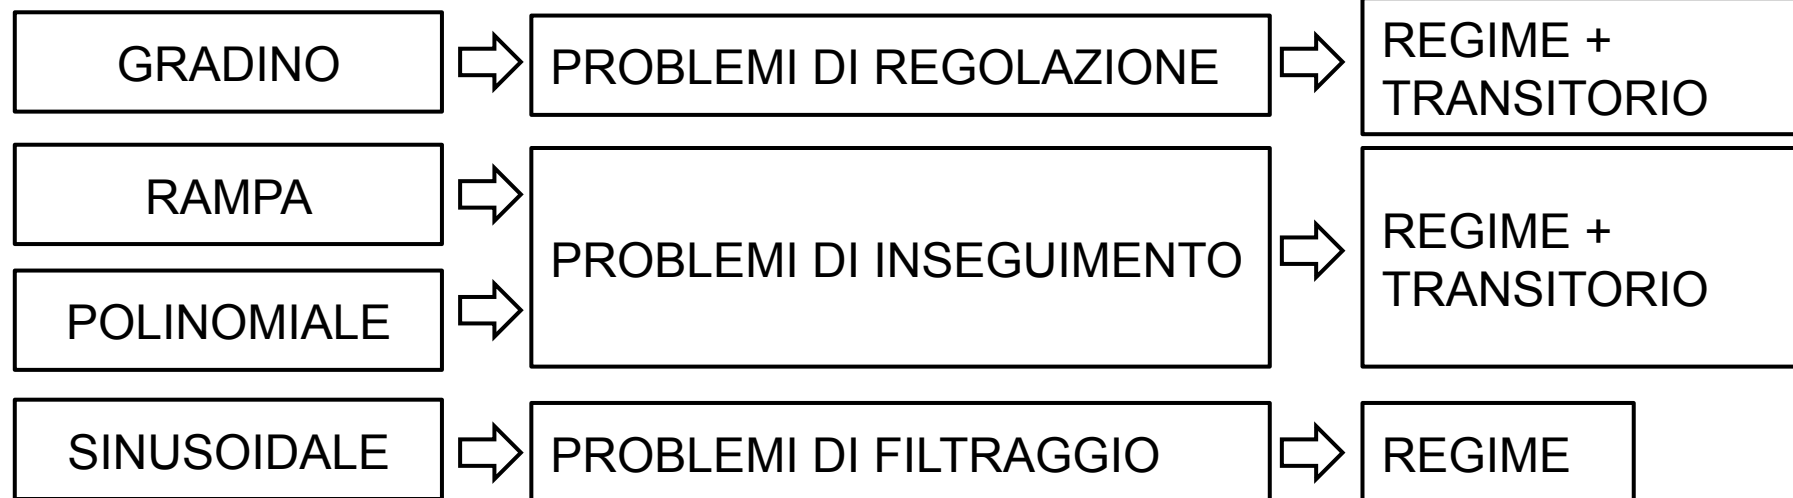 GRADINO
PROBLEMI DI REGOLAZIONE
REGIME +
TRANSITORIO
RAMPA
POLINOMIALE
PROBLEMI DI INSEGUIMENTO
REGIME +
TRANSITORIO
SINUSOIDALE
PROBLEMI DI FILTRAGGIO
REGIME